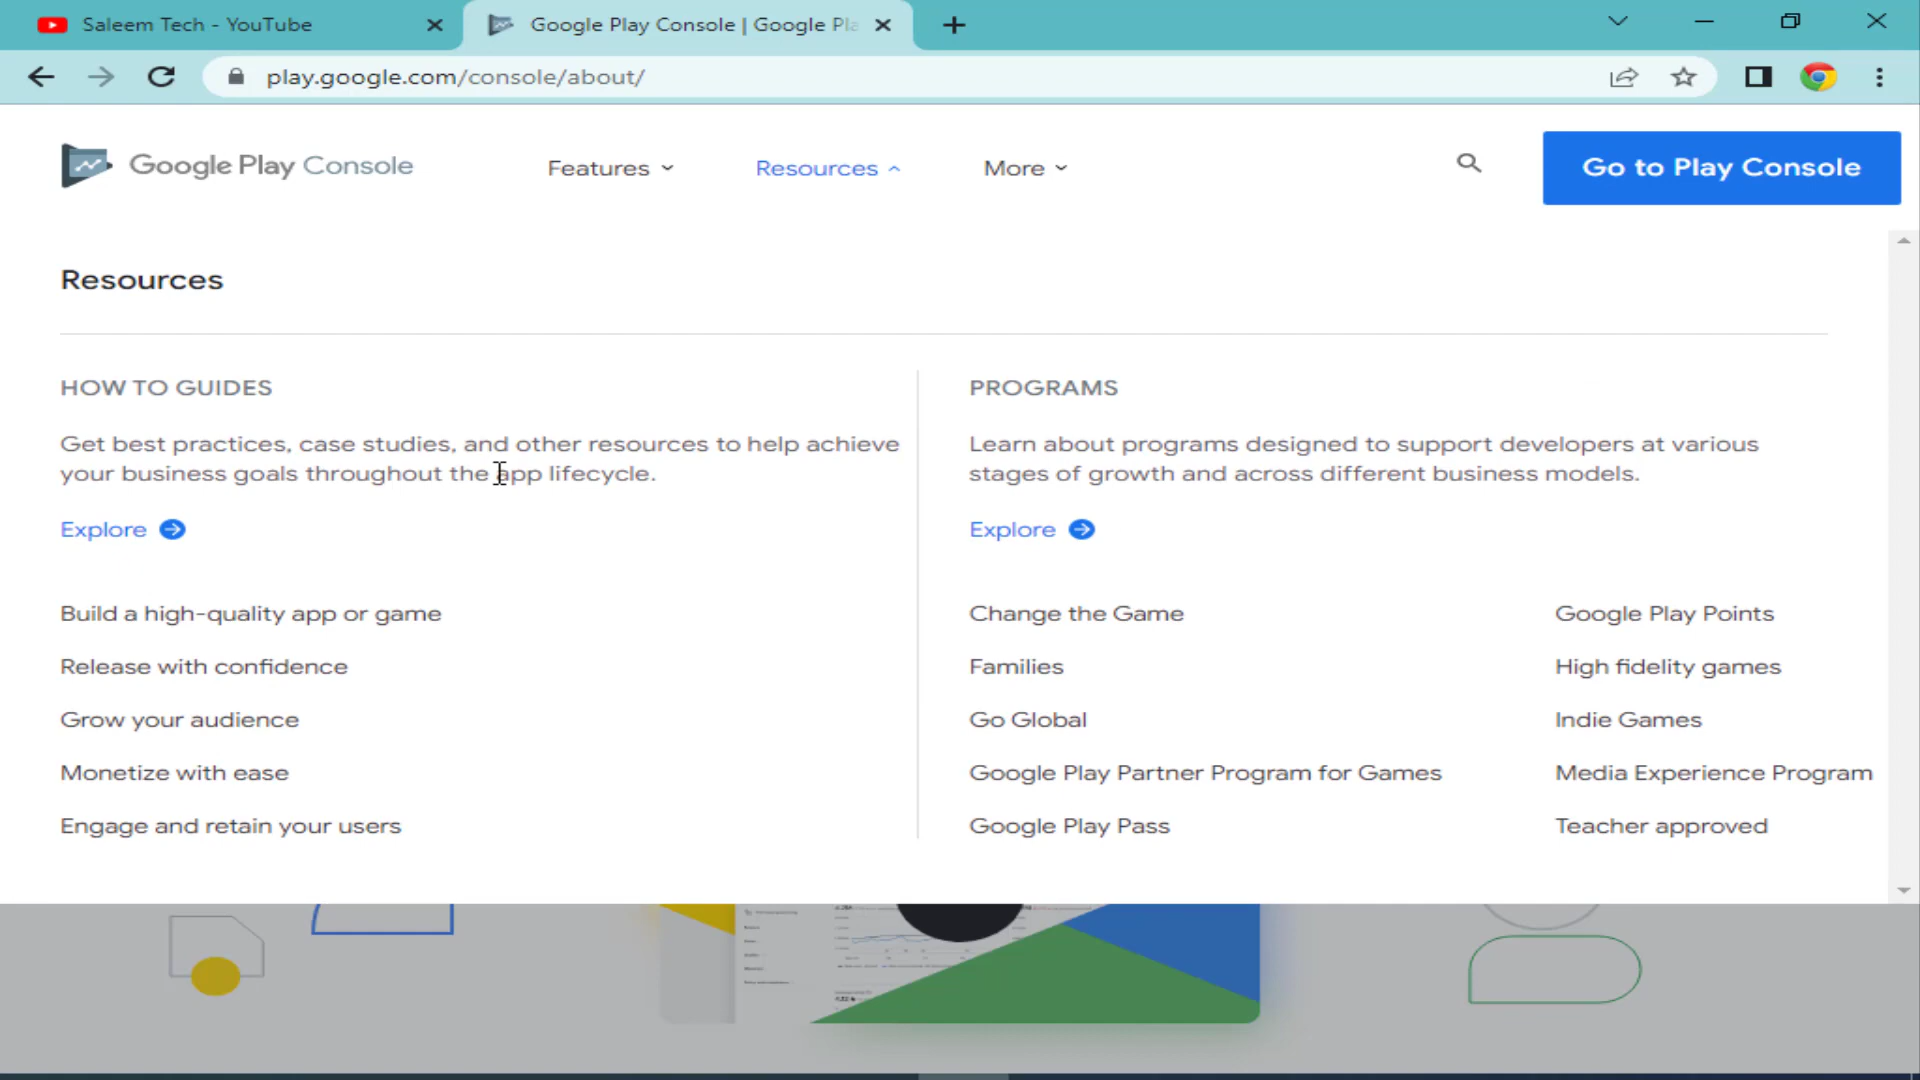 Saleem Tech - YouTube
Google Play Console | Google Pla
play.google.com/console/about/
Google Play Console
Features
Resources
More
Go to Play Console
Resources
HOW TO GUIDES
Get best practices, case studies, and other resources to help achieve
your business goals throughout the app lifecycle.
Explore
Build a high-quality app or game
Release with confidence
Grow your audience
Monetize with ease
Engage and retain your users
PROGRAMS
Learn about programs designed to support developers at various
stages of growth and across different business models.
Explore
Change the Game
Families
Go Global
Google Play Partner Program for Games
Google Play Pass
Google Play Points
High fidelity games
Indie Games
Media Experience Program
Teacher approved